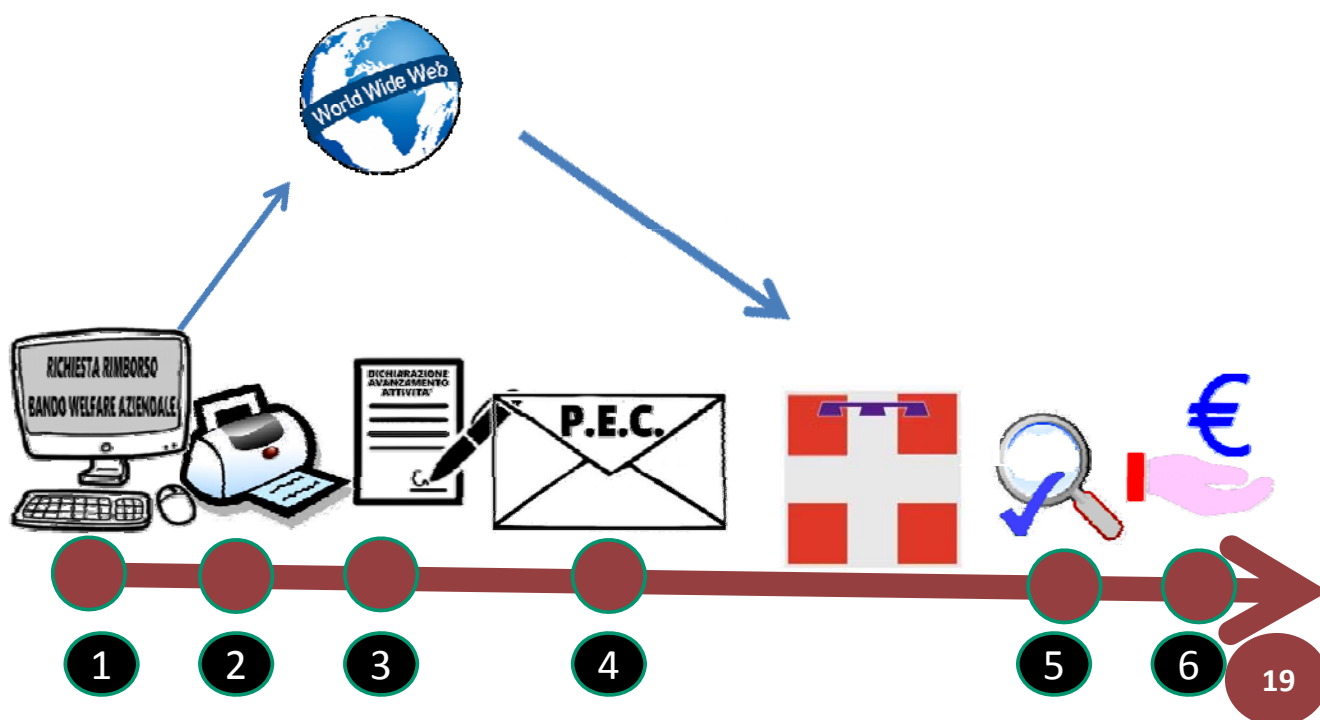 World Wide Web
RICHIESTA RIMBORSO
BANDO WELFARE AZIENDALE
DICHIARAZIONE
AVANZAMENTO
ATTIVITA'
P.E.C.
€
1 2 3 4 5 6
19